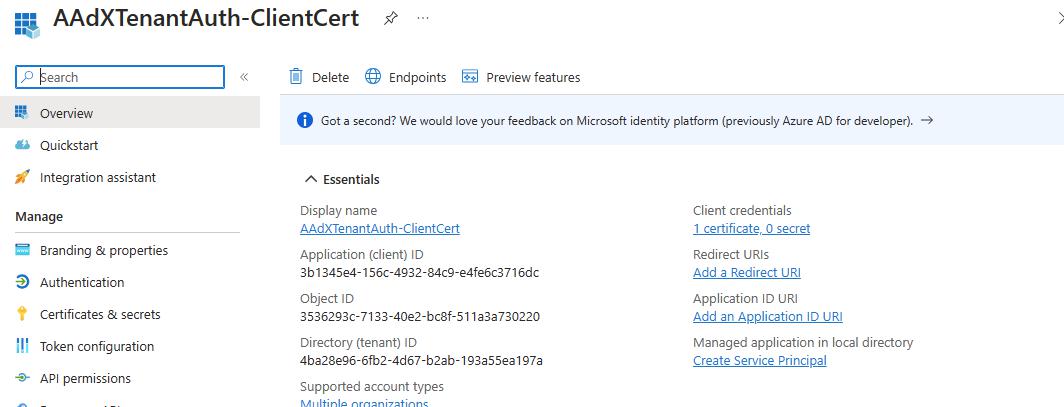 AAdXTenantAuth-ClientCert
Search
Overview
Quickstart
Integration assistant
Manage
Branding & properties
Authentication
Certificates & secrets
Token configuration
API permissions
Delete Endpoints Preview features
Got a second? We would love your feedback on Microsoft identity platform (previously Azure AD for developer).
Essentials
Display name
AAdXTenantAuth-ClientCert
Application (client) ID
3b1345e4-156c-4932-84c9-e4fe6c3716dc
Object ID
3536293c-7133-40e2-bc8f-511a3a730220
Directory (tenant) ID
4ba28e96-6fb2-4d67-b2ab-193a55ea197a
Supported account types
Multiple organizations
Client credentials
1 certificate, 0 secret
Redirect URIs
Add a Redirect URI
Application ID URI
Add an Application ID URI
Managed application in local directory
Create Service Principal